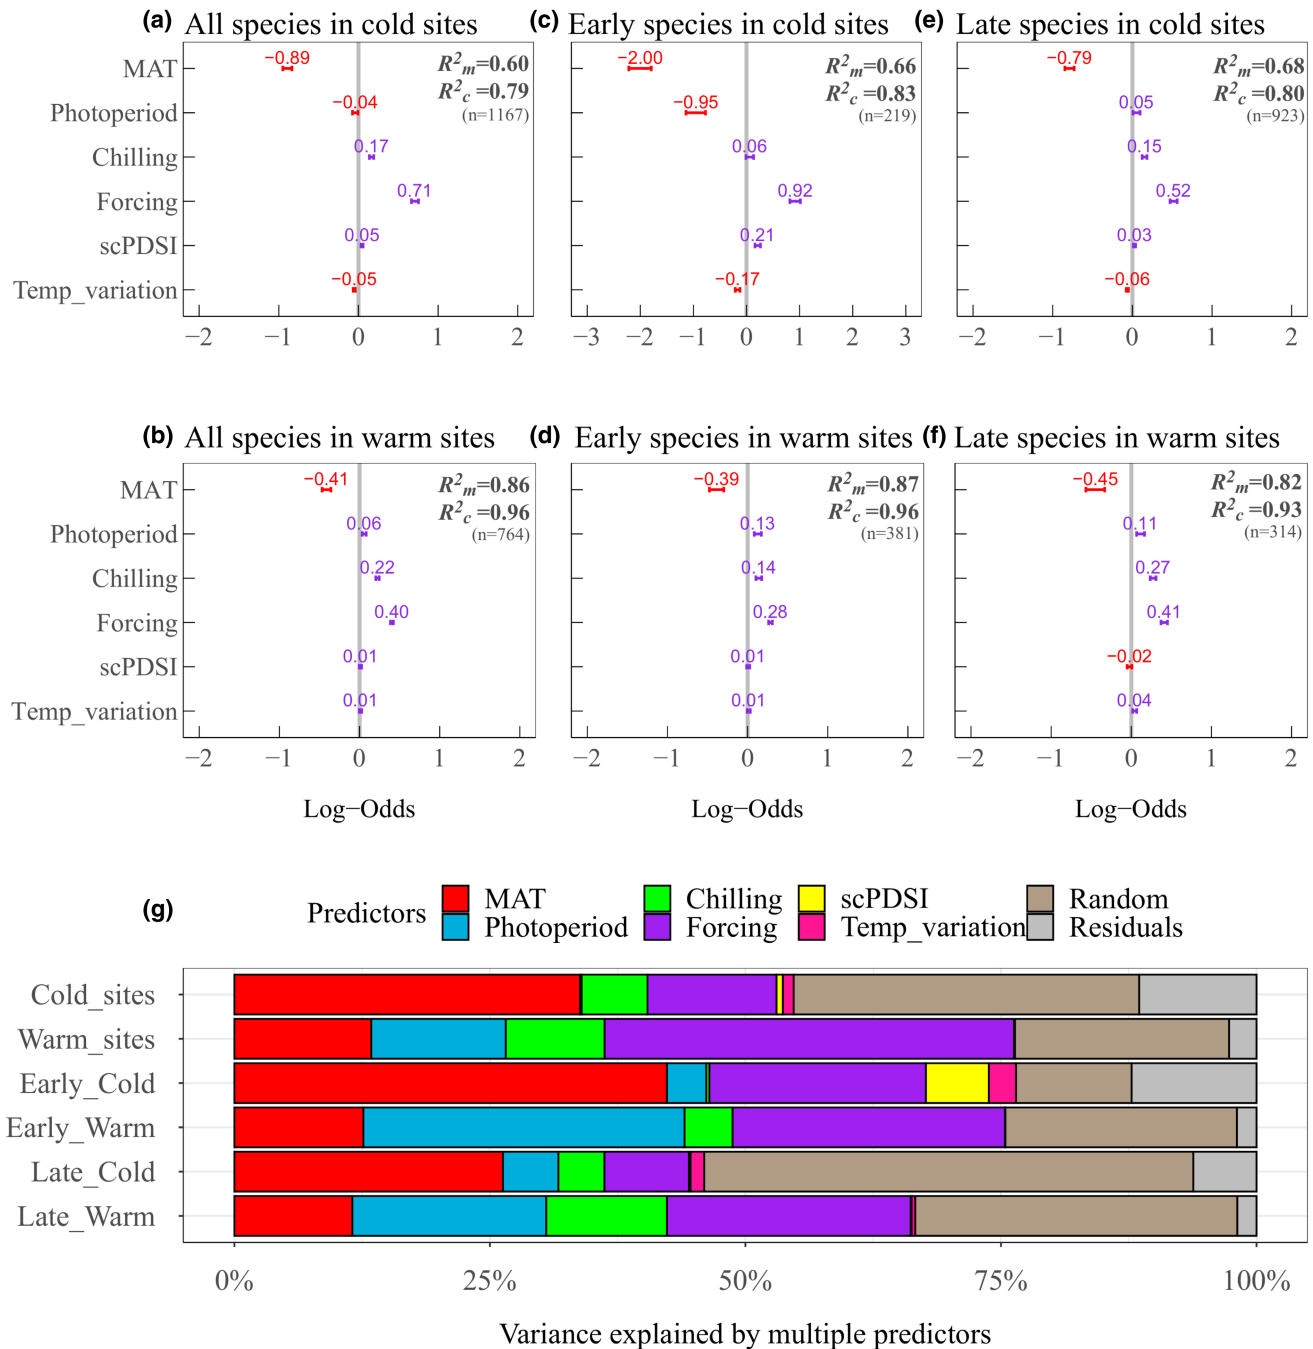 (a) All species in cold sites
MAT
Photoperiod
Chilling
Forcing
scPDSI
Temp_variation
−0.89
−0.04
0.17
0.71
0.05
−0.05
R²m=0.60
R²c=0.79
(n=1167)
−2 −1 0 1 2
(c) Early species in cold sites
−2.00
−0.95
0.06
0.92
0.21
−0.17
R²m=0.66
R²c=0.83
(n=219)
−3 −2 −1 0 1 2 3
(e) Late species in cold sites
−0.79
0.05
0.15
0.52
0.03
−0.06
R²m=0.68
R²c=0.80
(n=923)
−2 −1 0 1 2
(b) All species in warm sites
MAT
Photoperiod
Chilling
Forcing
scPDSI
Temp_variation
−0.41
0.06
0.22
0.40
0.01
0.01
R²m=0.86
R²c=0.96
(n=764)
−2 −1 0 1 2
Log−Odds
(d) Early species in warm sites
−0.39
0.13
0.14
0.28
0.01
0.01
R²m=0.87
R²c=0.96
(n=381)
−2 −1 0 1 2
Log−Odds
(f) Late species in warm sites
−0.45
0.11
0.27
0.41
−0.02
0.04
R²m=0.82
R²c=0.93
(n=314)
−2 −1 0 1 2
Log−Odds
(g)
Predictors
MAT Chilling scPDSI Random
Photoperiod Forcing Temp_variation Residuals
Cold_sites
Warm_sites
Early_Cold
Early_Warm
Late_Cold
Late_Warm
0% 25% 50% 75% 100%
Variance explained by multiple predictors